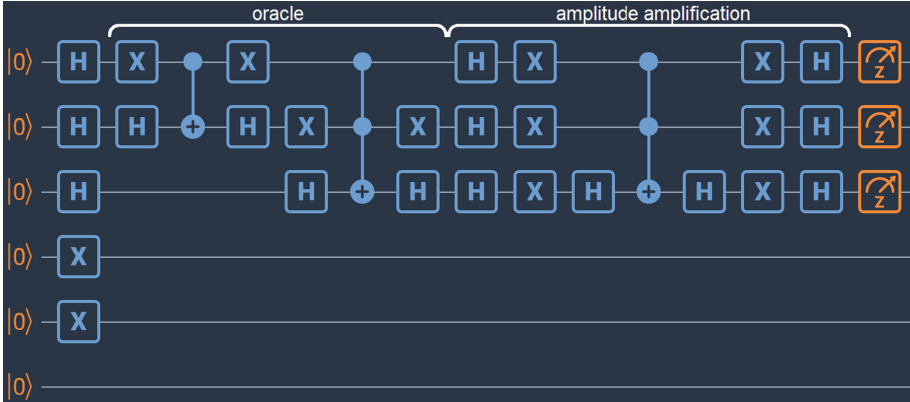 oracle amplitude amplification
|0⟩ H X X H X X H Z
|0⟩ H H + H X X H X X H Z
|0⟩ H H + H H X H + H X H Z
|0⟩ X
|0⟩ X
|0⟩